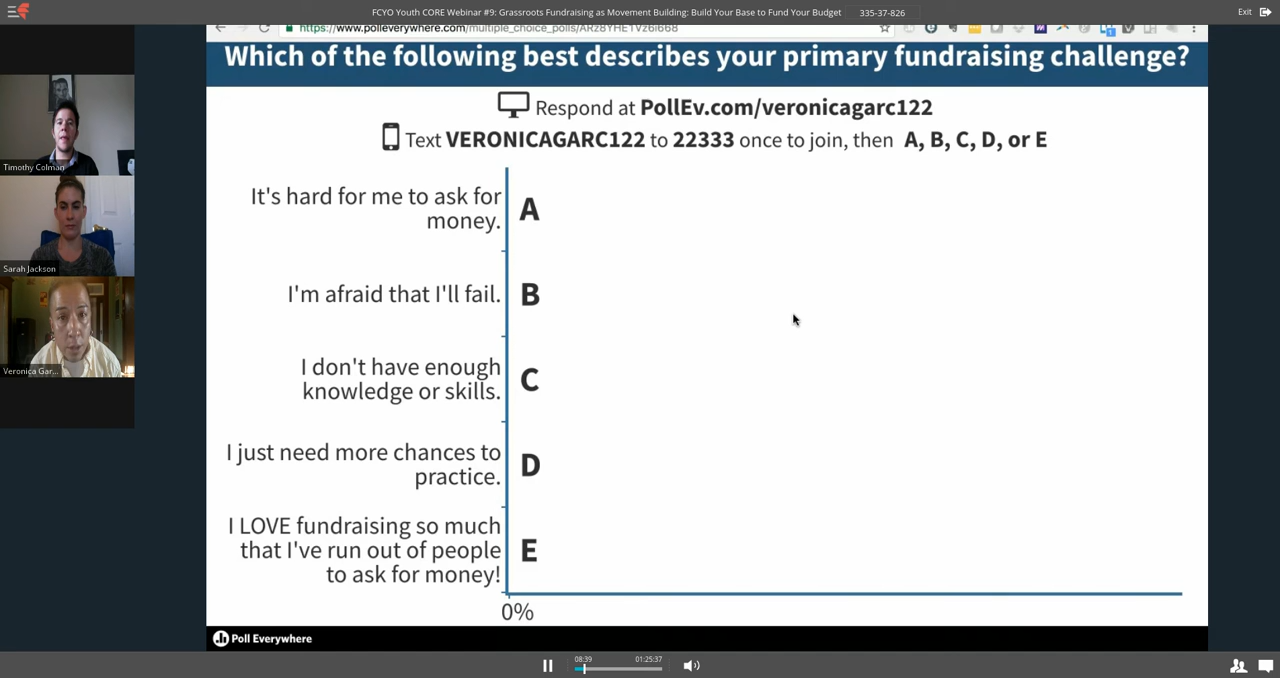 FCYO Youth CORE Webinar #9: Grassroots Fundraising as Movement Building: Build Your Base to Fund Your Budget 335-37-826
Exit
Which of the following best describes your primary fundraising challenge?
Respond at PollEv.com/veronicagarc122
Text VERONICAGARC122 to 22333 once to join, then A, B, C, D, or E
Timothy Colman
Sarah Jackson
Veronica Gar...
It's hard for me to ask for
money.
A
I'm afraid that I'll fail.
B
I don't have enough
knowledge or skills.
C
I just need more chances to
practice.
D
I LOVE fundraising so much
that I've run out of people
to ask for money!
E
0%
Poll Everywhere
08:39
01:25:37